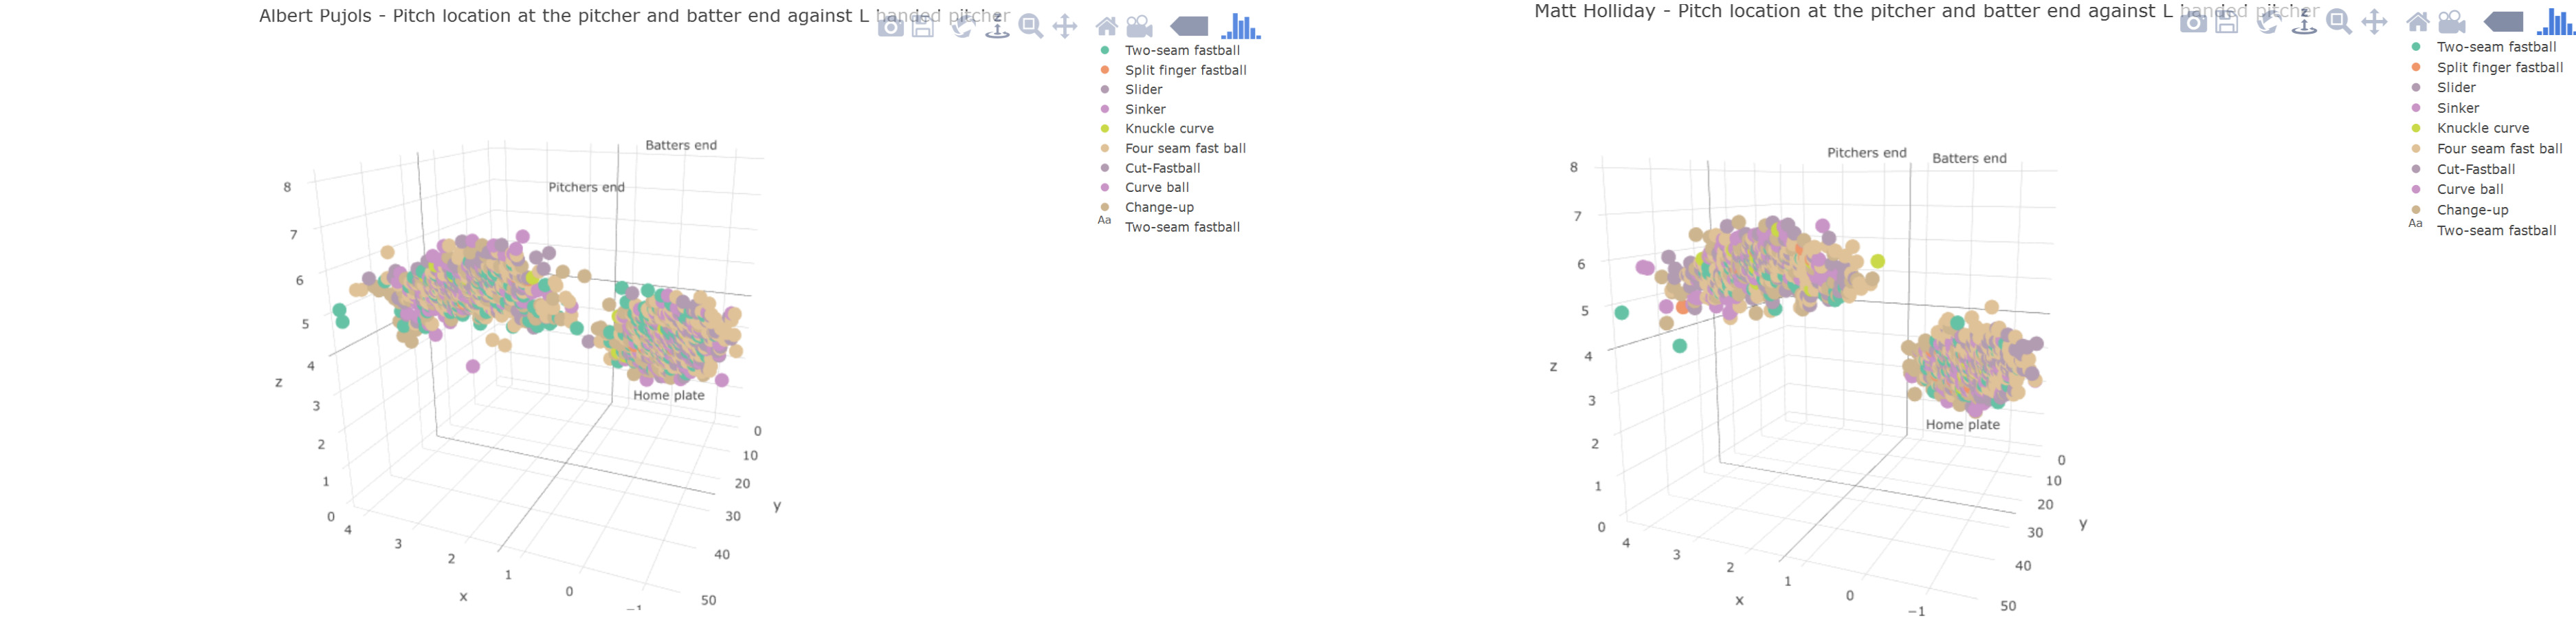 Albert Pujols - Pitch location at the pitcher and batter end against L handed pitcher
Two-seam fastball
Split finger fastball
Slider
Sinker
Knuckle curve
Four seam fast ball
Cut-Fastball
Curve ball
Change-up
Aa Two-seam fastball
Batters end
Pitchers end
Home plate
8
7
6
5
4
3
2
1
0
z
4
3
2
1
0
−1
x
0
10
20
30
40
50
y
Matt Holliday - Pitch location at the pitcher and batter end against L handed pitcher
Two-seam fastball
Split finger fastball
Slider
Sinker
Knuckle curve
Four seam fast ball
Cut-Fastball
Curve ball
Change-up
Aa Two-seam fastball
Pitchers end
Batters end
Home plate
8
7
6
5
4
3
2
1
0
z
4
3
2
1
0
−1
x
0
10
20
30
40
50
y